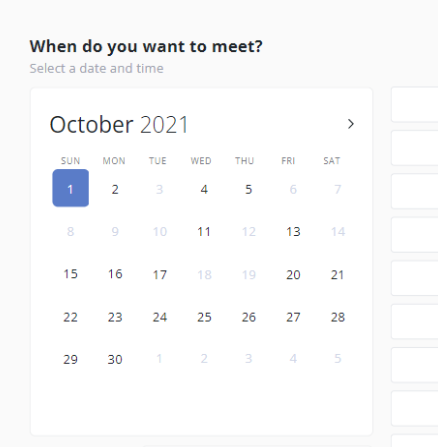 When do you want to meet?
Select a date and time
October 2021
SUN MON TUE WED THU FRI SAT
1 2 3 4 5 6 7
8 9 10 11 12 13 14
15 16 17 18 19 20 21
22 23 24 25 26 27 28
29 30 1 2 3 4 5